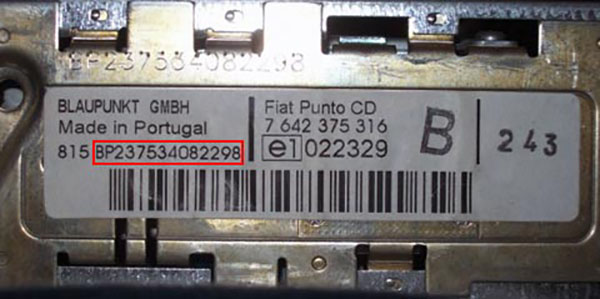 BP237534082298
BLAUPUNKT GMBH
Made in Portugal
815 BP237534082298
Fiat Punto CD
7 642 375 316
e1 022329
B
243